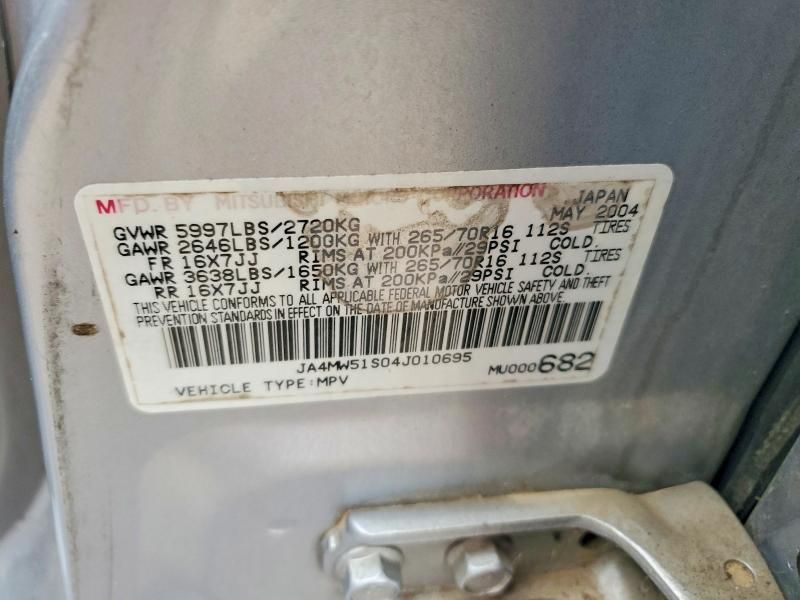 MFD. BY MITSUBISHI MOTORS CORPORATION JAPAN
MAY 2004
GVWR 5997LBS/2720KG
GAWR 2646LBS/1200KG WITH 265/70R16 112S TIRES
FR 16X7JJ RIMS AT 200KPa//29PSI COLD.
GAWR 3638LBS/1650KG WITH 265/70R16 112S TIRES
RR 16X7JJ RIMS AT 200KPa//29PSI COLD.
THIS VEHICLE CONFORMS TO ALL APPLICABLE FEDERAL MOTOR VEHICLE SAFETY AND THEFT
PREVENTION STANDARDS IN EFFECT ON THE DATE OF MANUFACTURE SHOWN ABOVE.
JA4MW51S04J010695
MU000682
VEHICLE TYPE:MPV